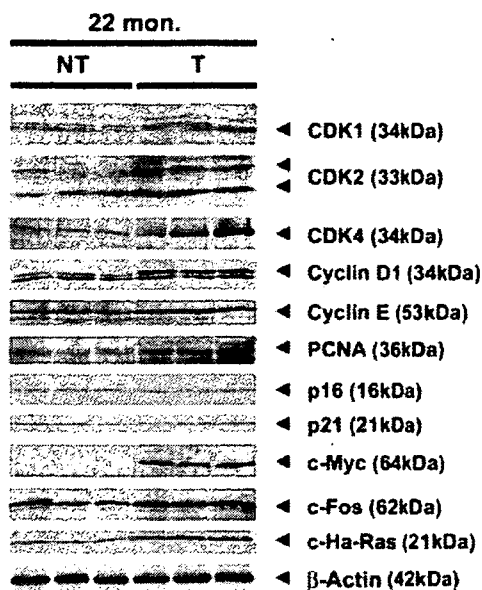 22 mon.
NT T
CDK1 (34kDa)
CDK2 (33kDa)
CDK4 (34kDa)
Cyclin D1 (34kDa)
Cyclin E (53kDa)
PCNA (36kDa)
p16 (16kDa)
p21 (21kDa)
c-Myc (64kDa)
c-Fos (62kDa)
c-Ha-Ras (21kDa)
β-Actin (42kDa)